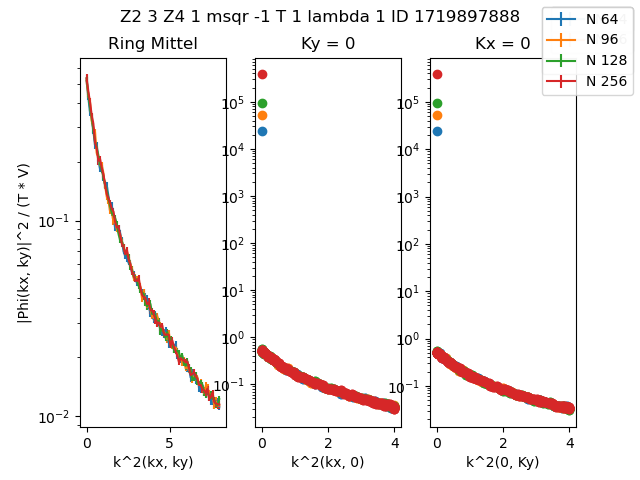 Z2 3 Z4 1 msqr -1 T 1 lambda 1 ID 1719897888
Ring Mittel
Ky = 0
Kx = 0
N 64
N 96
N 128
N 256
|Phi(kx, ky)|^2 / (T * V)
10^-1
10^-2
0
5
k^2(kx, ky)
10^5
10^4
10^3
10^2
10^1
10^0
10^-1
0
2
4
k^2(kx, 0)
10^5
10^4
10^3
10^2
10^1
10^0
10^-1
0
2
4
k^2(0, Ky)